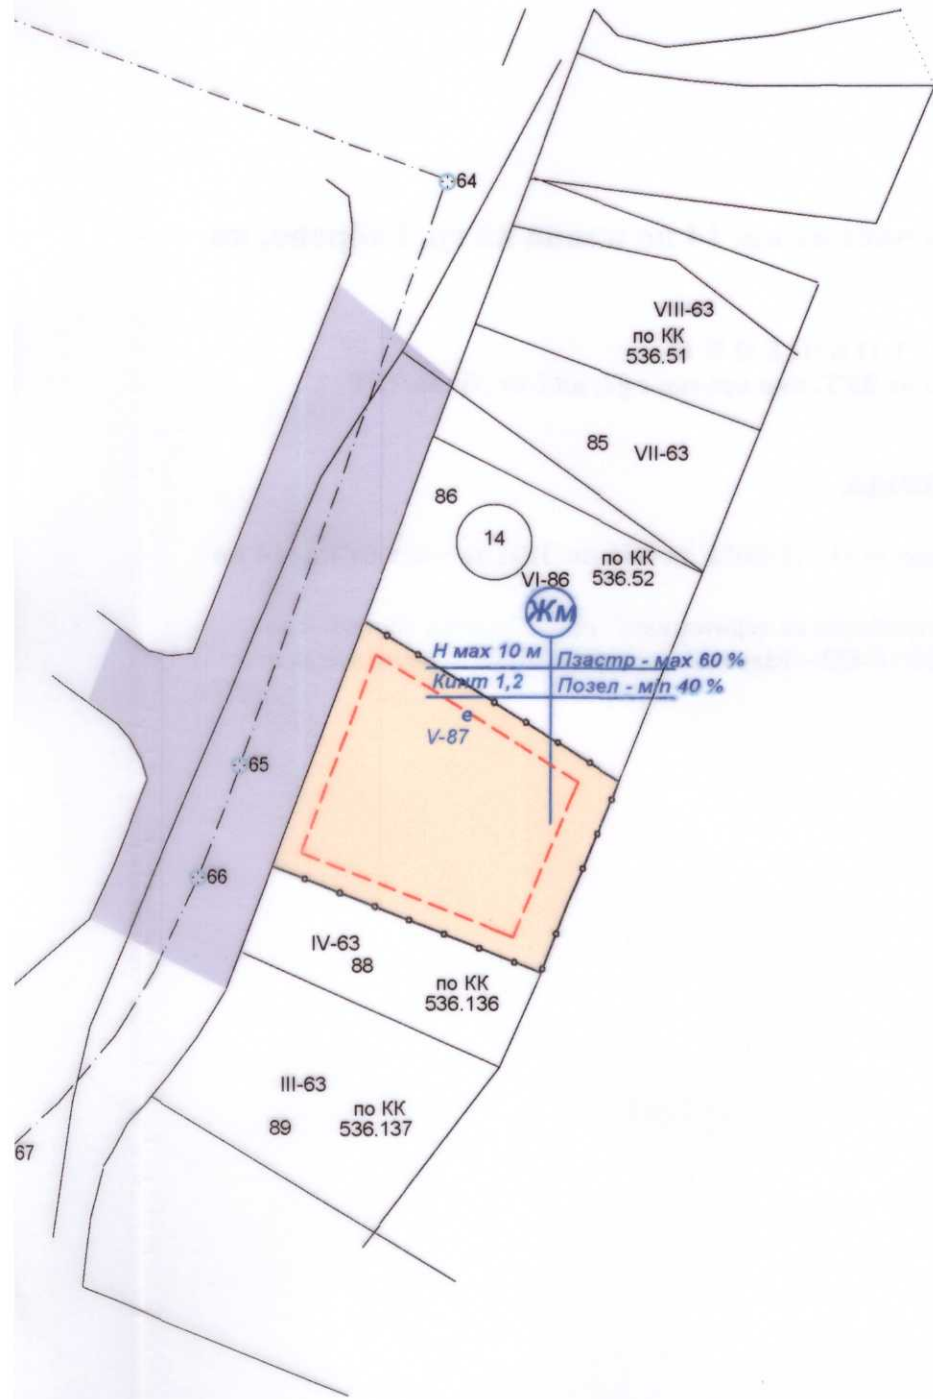 64
VIII-63
по КК
536.51
85 VII-63
86
14
по КК
VI-86 536.52
Жм
H мах 10 м Пзастр - мах 60 %
Кинт 1,2 Позел - мin 40 %
е
V-87
65
66
IV-63
88
по КК
536.136
III-63
по КК
89 536.137
67